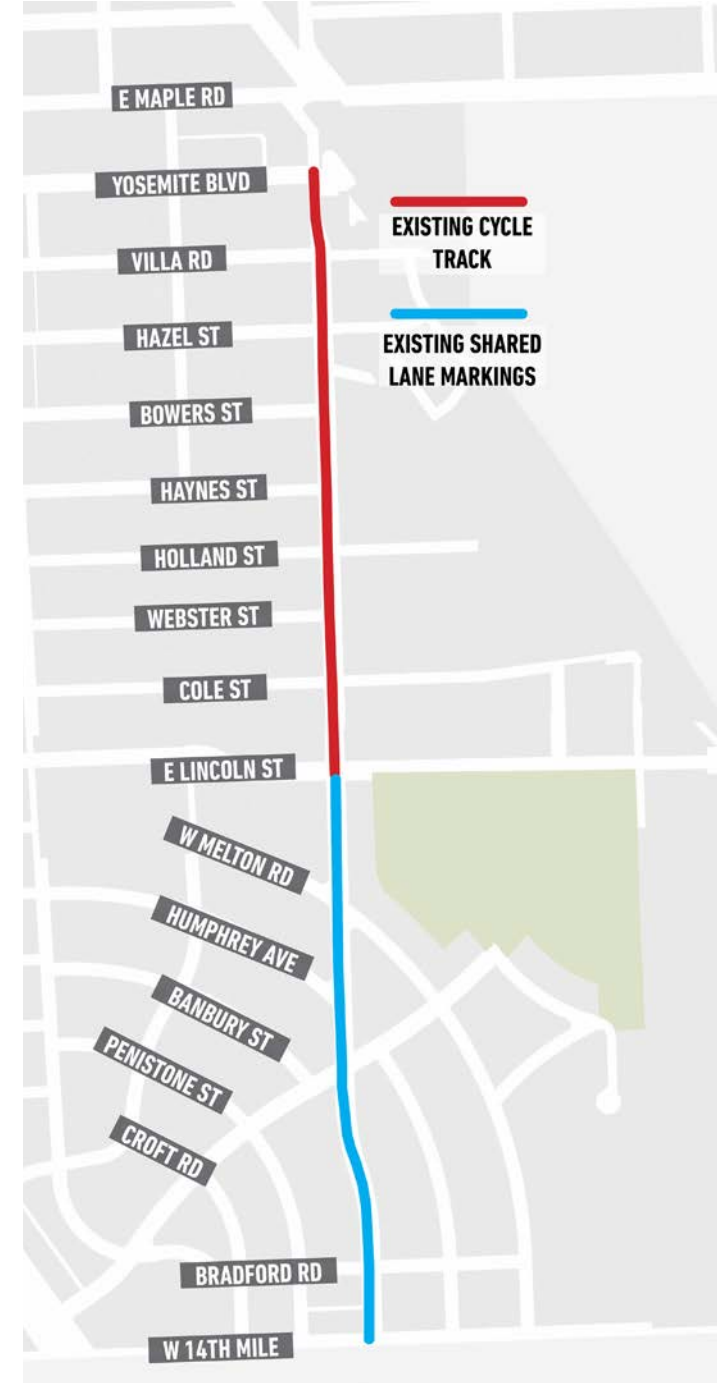 E MAPLE RD
YOSEMITE BLVD
EXISTING CYCLE
TRACK
VILLA RD
HAZEL ST
EXISTING SHARED
LANE MARKINGS
BOWERS ST
HAYNES ST
HOLLAND ST
WEBSTER ST
COLE ST
E LINCOLN ST
W MELTON RD
HUMPHREY AVE
BANBURY ST
PENISTONE ST
CROFT RD
BRADFORD RD
W 14TH MILE